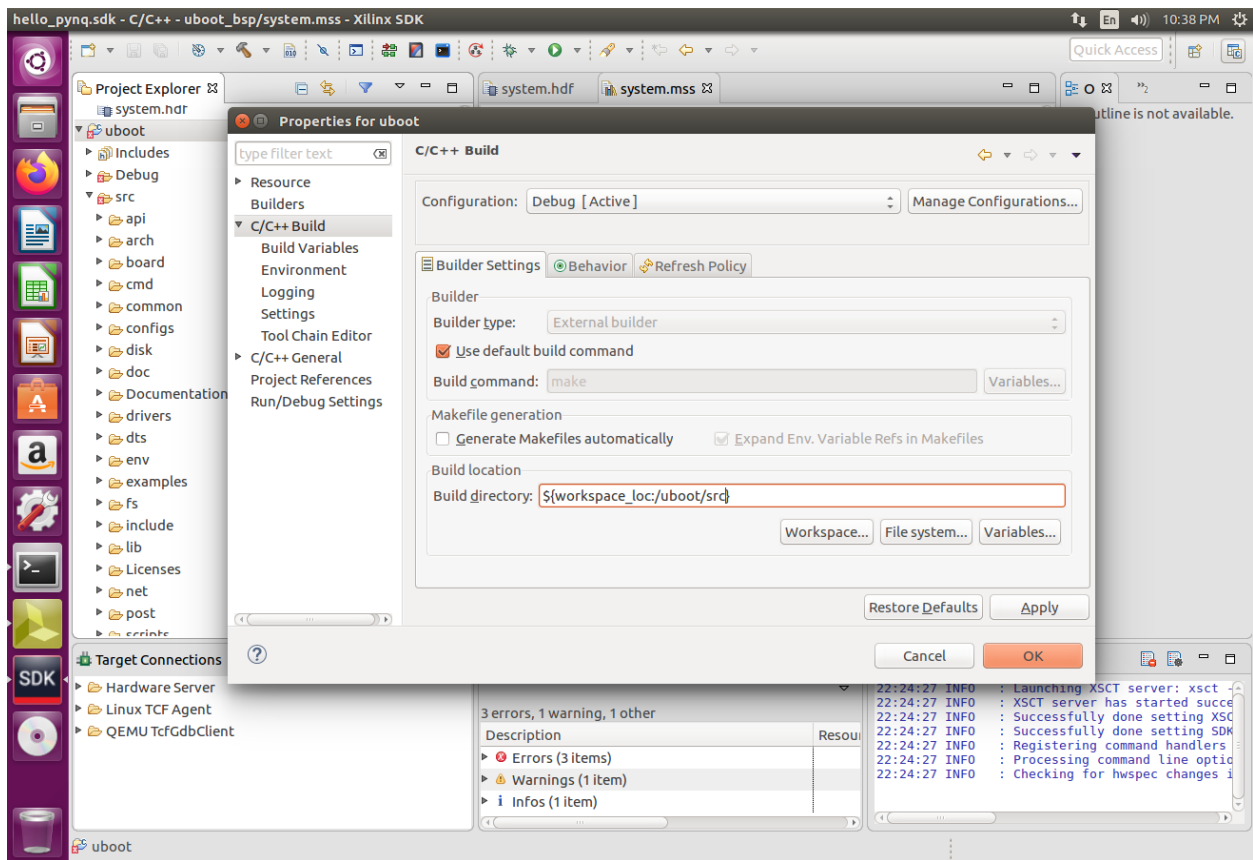 hello_pynq.sdk - C/C++ - uboot_bsp/system.mss - Xilinx SDK
En
10:38 PM
Quick Access
Project Explorer
system.hdf
uboot
Includes
Debug
src
api
arch
board
cmd
common
configs
disk
doc
Documentation
drivers
dts
env
examples
fs
include
lib
Licenses
net
post
scripts
system.hdf
system.mss
O
»2
utline is not available.
Properties for uboot
type filter text
Resource
Builders
C/C++ Build
Build Variables
Environment
Logging
Settings
Tool Chain Editor
C/C++ General
Project References
Run/Debug Settings
C/C++ Build
Configuration: Debug [Active] Manage Configurations...
Builder Settings Behavior Refresh Policy
Builder
Builder type: External builder
Use default build command
Build command: make Variables...
Makefile generation
Generate Makefiles automatically Expand Env. Variable Refs in Makefiles
Build location
Build directory: ${workspace_loc:/uboot/src}
Workspace... File system... Variables...
Restore Defaults Apply
Cancel OK
Target Connections
Hardware Server
Linux TCF Agent
QEMU TcfGdbClient
3 errors, 1 warning, 1 other
Description Resou
Errors (3 items)
Warnings (1 item)
Infos (1 item)
22:24:27 INFO : Launching XSCT server: xsct -
22:24:27 INFO : XSCT server has started succe
22:24:27 INFO : Successfully done setting XSC
22:24:27 INFO : Successfully done setting SDK
22:24:27 INFO : Registering command handlers
22:24:27 INFO : Processing command line optio
22:24:27 INFO : Checking for hwspec changes i
SDK
uboot